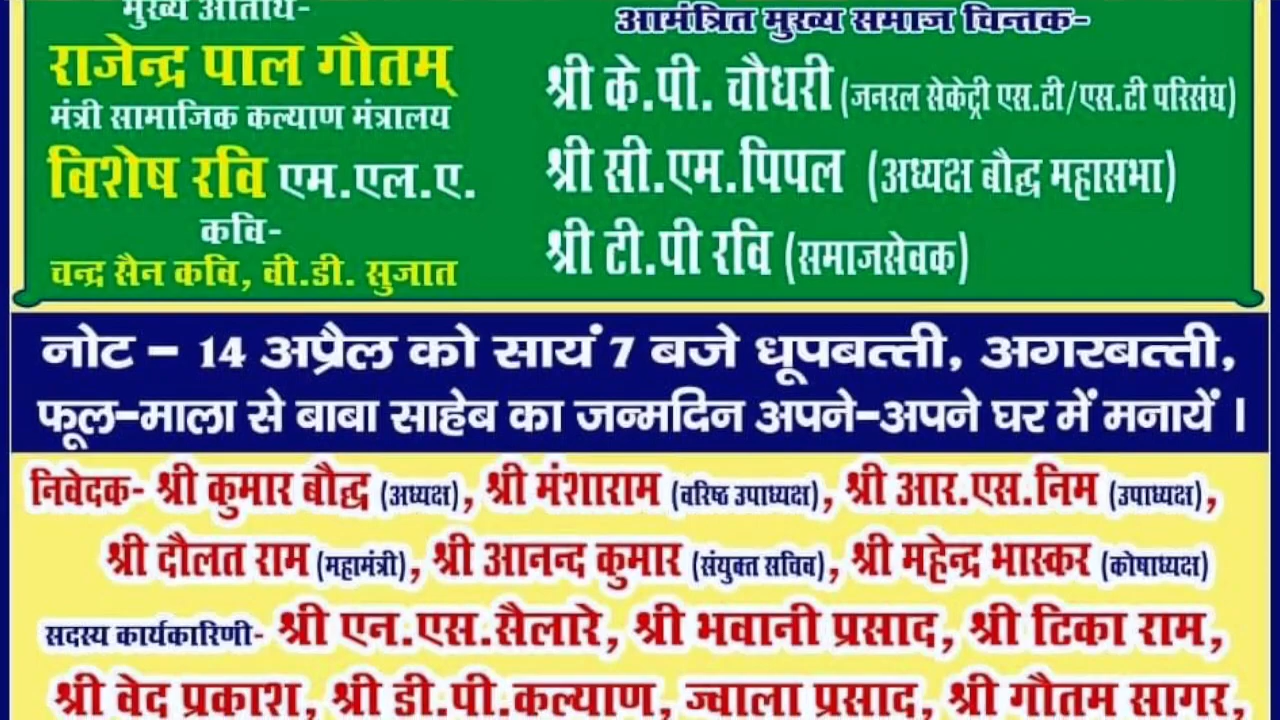 मुख्य अतिथि-
राजेन्द्र पाल गौतम्
मंत्री सामाजिक कल्याण मंत्रालय
विशेष रवि एम.एल.ए.
कवि-
चन्द्र सैन कवि, वी.डी. सुजात
आमंत्रित मुख्य समाज चिन्तक-
श्री के.पी. चौधरी (जनरल सेकेट्री एस.टी/एस.टी परिसंघ)
श्री सी.एम.पिपल (अध्यक्ष बौद्ध महासभा)
श्री टी.पी रवि (समाजसेवक)
नोट – 14 अप्रैल को सायं 7 बजे धूपबत्ती, अगरबत्ती,
फूल-माला से बाबा साहेब का जन्मदिन अपने-अपने घर में मनायें ।
निवेदक- श्री कुमार बौद्ध (अध्यक्ष), श्री मंशाराम (वरिष्ठ उपाध्यक्ष), श्री आर.एस.निम (उपाध्यक्ष),
श्री दौलत राम (महामंत्री), श्री आनन्द कुमार (संयुक्त सचिव), श्री महेन्द्र भास्कर (कोषाध्यक्ष)
सदस्य कार्यकारिणी- श्री एन.एस.सैलारे, श्री भवानी प्रसाद, श्री टिका राम,
श्री वेद प्रकाश, श्री डी.पी.कल्याण, ज्वाला प्रसाद, श्री गौतम सागर,